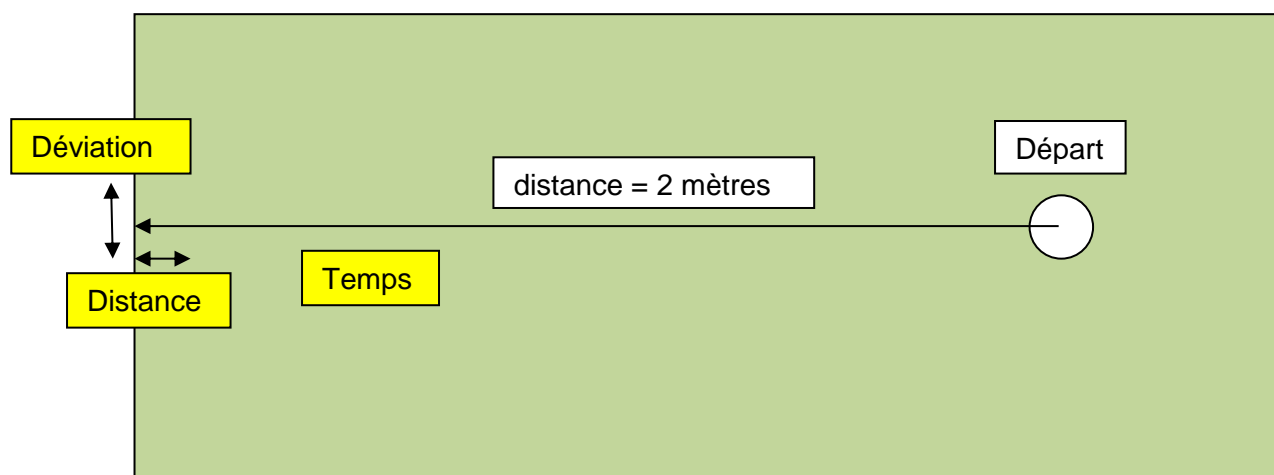 Déviation
Départ
distance = 2 mètres
Temps
Distance